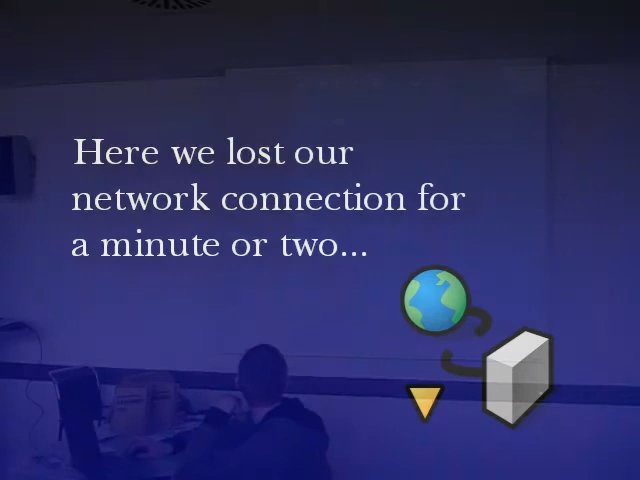 Here we lost our
network connection for
a minute or two...